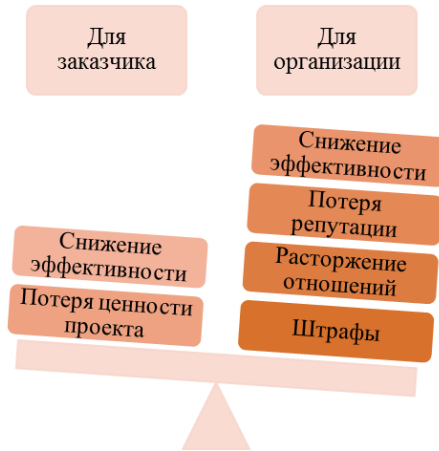 Для
заказчика
Для
организации
Снижение
эффективности
Потеря
репутации
Расторжение
отношений
Штрафы
Снижение
эффективности
Потеря ценности
проекта